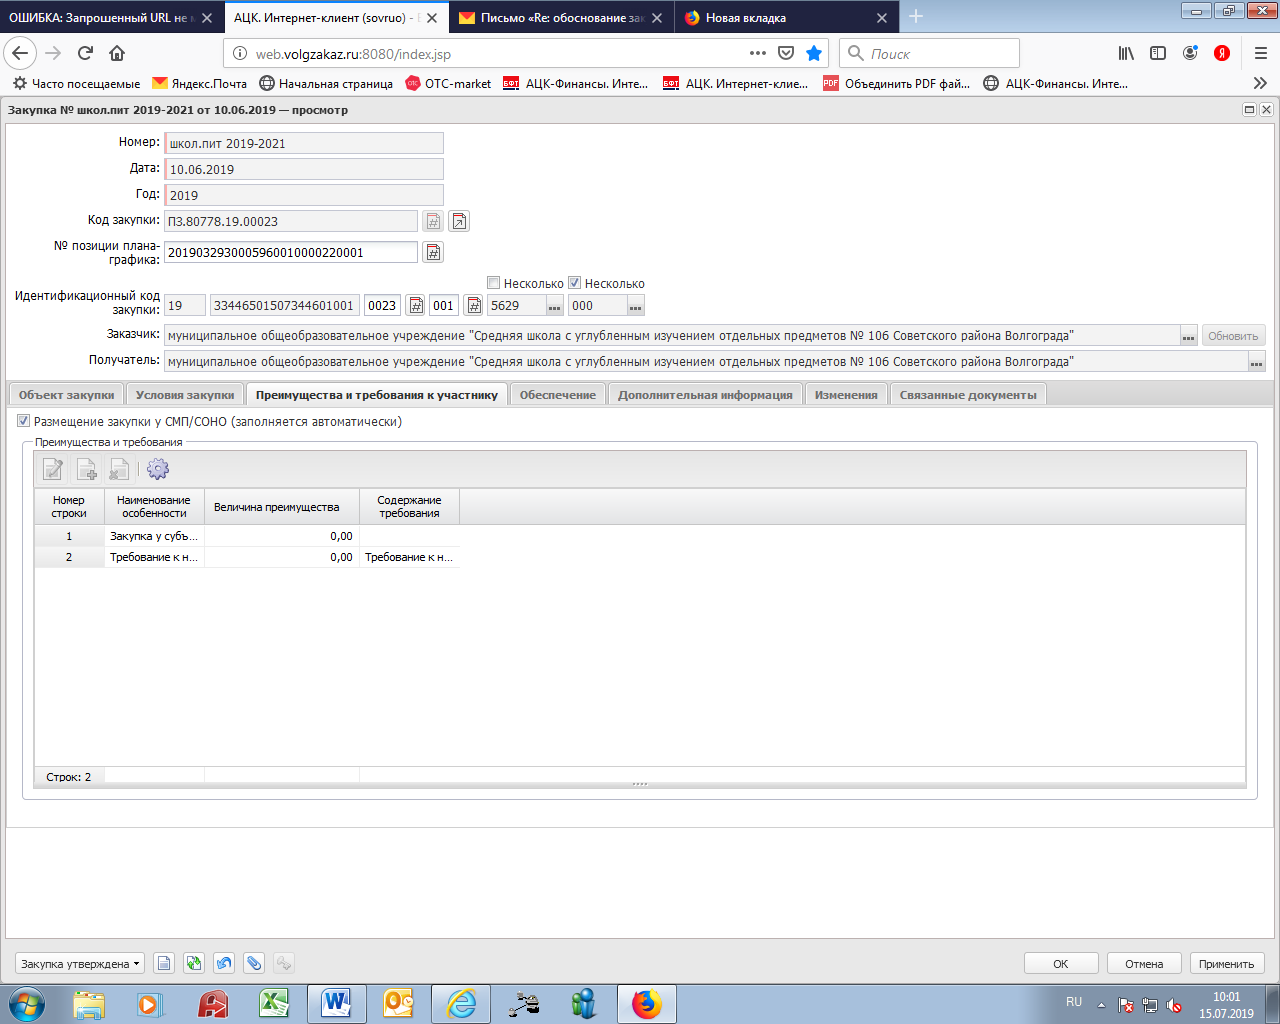 ОШИБКА: Запрошенный URL не
АЦК. Интернет-клиент (sovruo) -
Письмо «Re: обоснование зак
Новая вкладка
web.volgzakaz.ru:8080/index.jsp
Поиск
Часто посещаемые
Яндекс.Почта
Начальная страница
OTC-market
АЦК-Финансы. Инте...
АЦК. Интернет-клие...
Объединить PDF фай...
АЦК-Финансы. Инте...
Закупка № школ.пит 2019-2021 от 10.06.2019 — просмотр
Номер: школ.пит 2019-2021
Дата: 10.06.2019
Год: 2019
Код закупки: П3.80778.19.00023
№ позиции плана-
графика: 2019032930005960010000220001
Несколько Несколько
Идентификационный код
закупки: 19 33446501507344601001 0023 001 5629 ... 000 ...
Заказчик: муниципальное общеобразовательное учреждение "Средняя школа с углубленным изучением отдельных предметов № 106 Советского района Волгограда" ... Обновить
Получатель: муниципальное общеобразовательное учреждение "Средняя школа с углубленным изучением отдельных предметов № 106 Советского района Волгограда" ...
Объект закупки Условия закупки Преимущества и требования к участнику Обеспечение Дополнительная информация Изменения Связанные документы
Размещение закупки у СМП/СОНО (заполняется автоматически)
Преимущества и требования
Номер строки
Наименование особенности
Величина преимущества
Содержание требования
1 Закупка у субъ... 0,00
2 Требование к н... 0,00 Требование к н...
Строк: 2
Закупка утверждена
ОК Отмена Применить
RU
10:01
15.07.2019